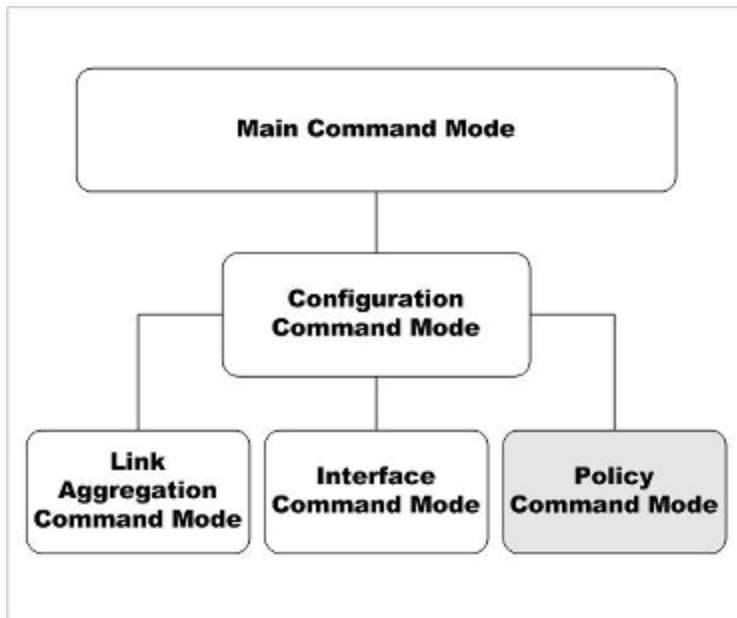 Main Command Mode
Configuration
Command Mode
Link
Aggregation
Command Mode
Interface
Command Mode
Policy
Command Mode